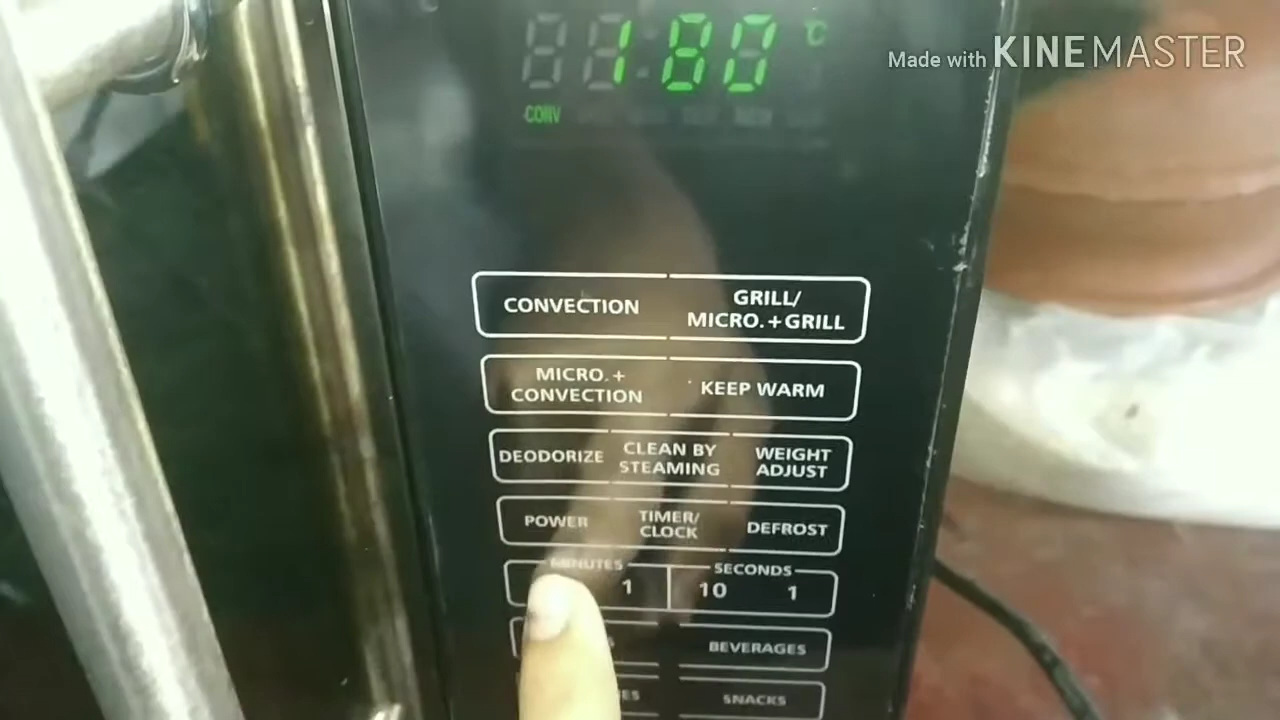 180 °C
Made with KINEMASTER
CONV
CONVECTION
GRILL/
MICRO.+GRILL
MICRO.+
CONVECTION
KEEP WARM
DEODORIZE
CLEAN BY
STEAMING
WEIGHT
ADJUST
POWER
TIMER/
CLOCK
DEFROST
MINUTES
SECONDS
1
10
1
BEVERAGES
SNACKS